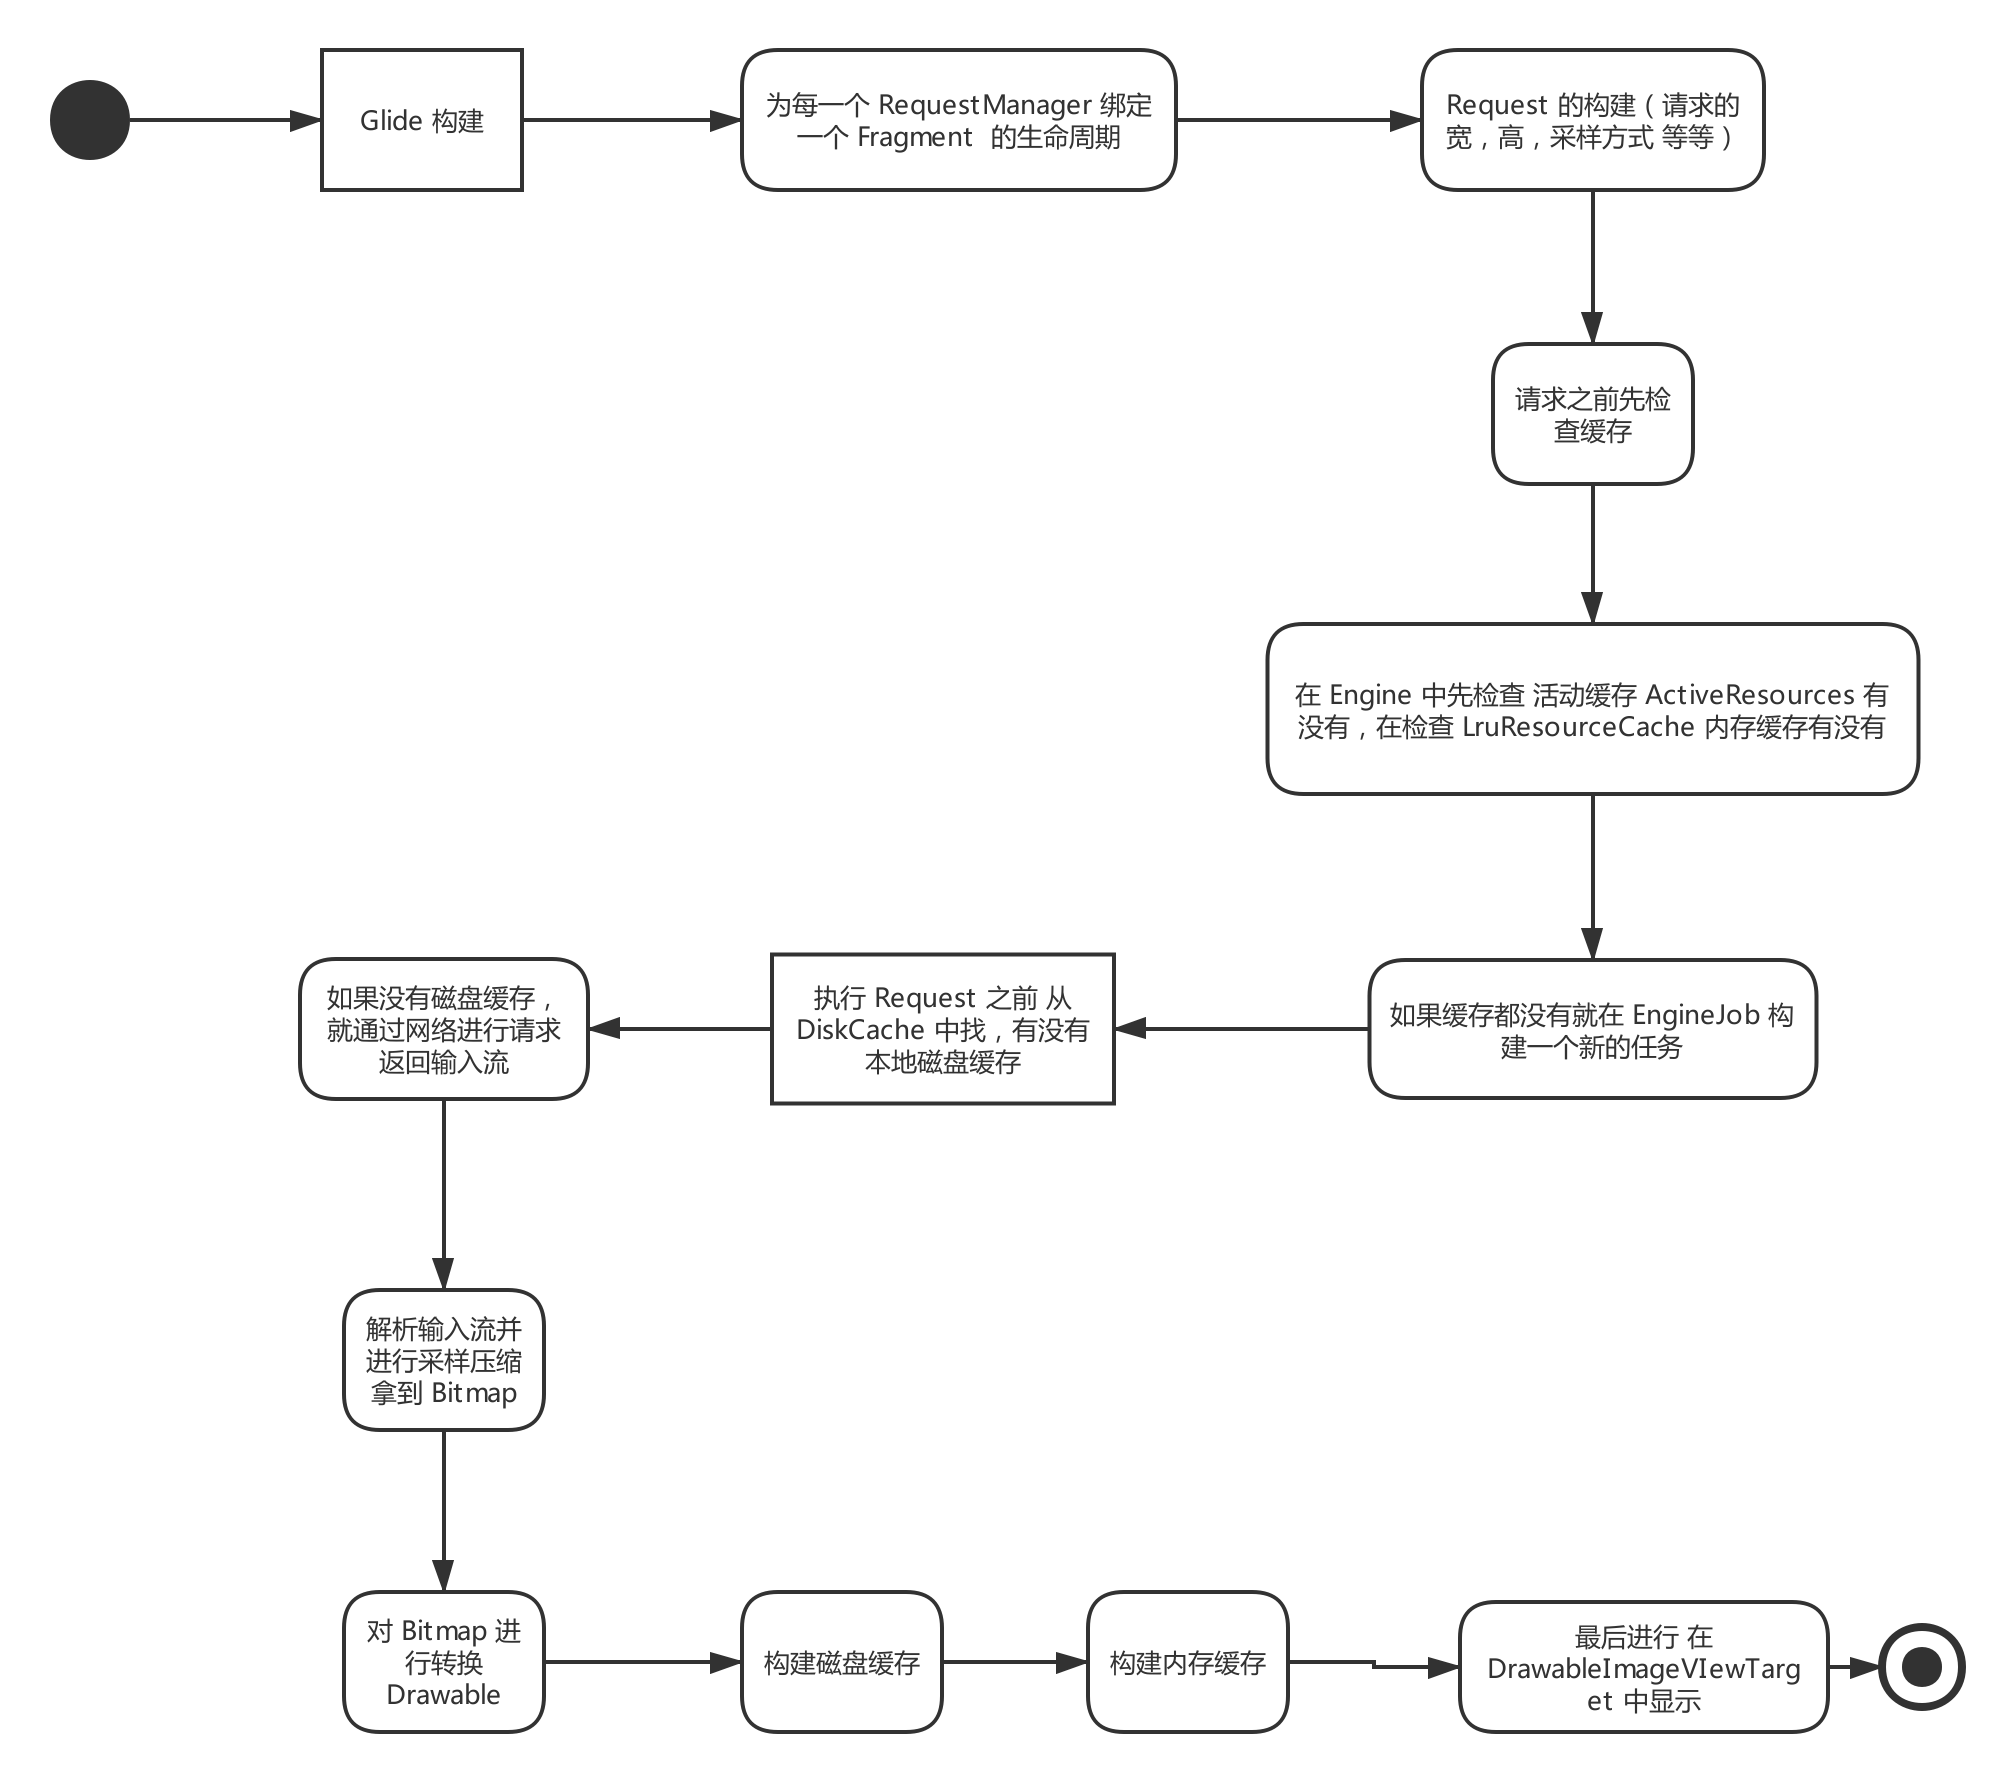 Glide 构建
为每一个 RequestManager 绑定
一个 Fragment  的生命周期
Request 的构建（请求的
宽，高，采样方式 等等）
请求之前先检
查缓存
在 Engine 中先检查 活动缓存 ActiveResources 有
没有，在检查 LruResourceCache 内存缓存有没有
如果缓存都没有就在 EngineJob 构
建一个新的任务
执行 Request 之前 从
DiskCache 中找，有没有
本地磁盘缓存
如果没有磁盘缓存，
就通过网络进行请求
返回输入流
解析输入流并
进行采样压缩
拿到 Bitmap
对 Bitmap 进
行转换
Drawable
构建磁盘缓存
构建内存缓存
最后进行 在
DrawableImageVIewTarg
et 中显示